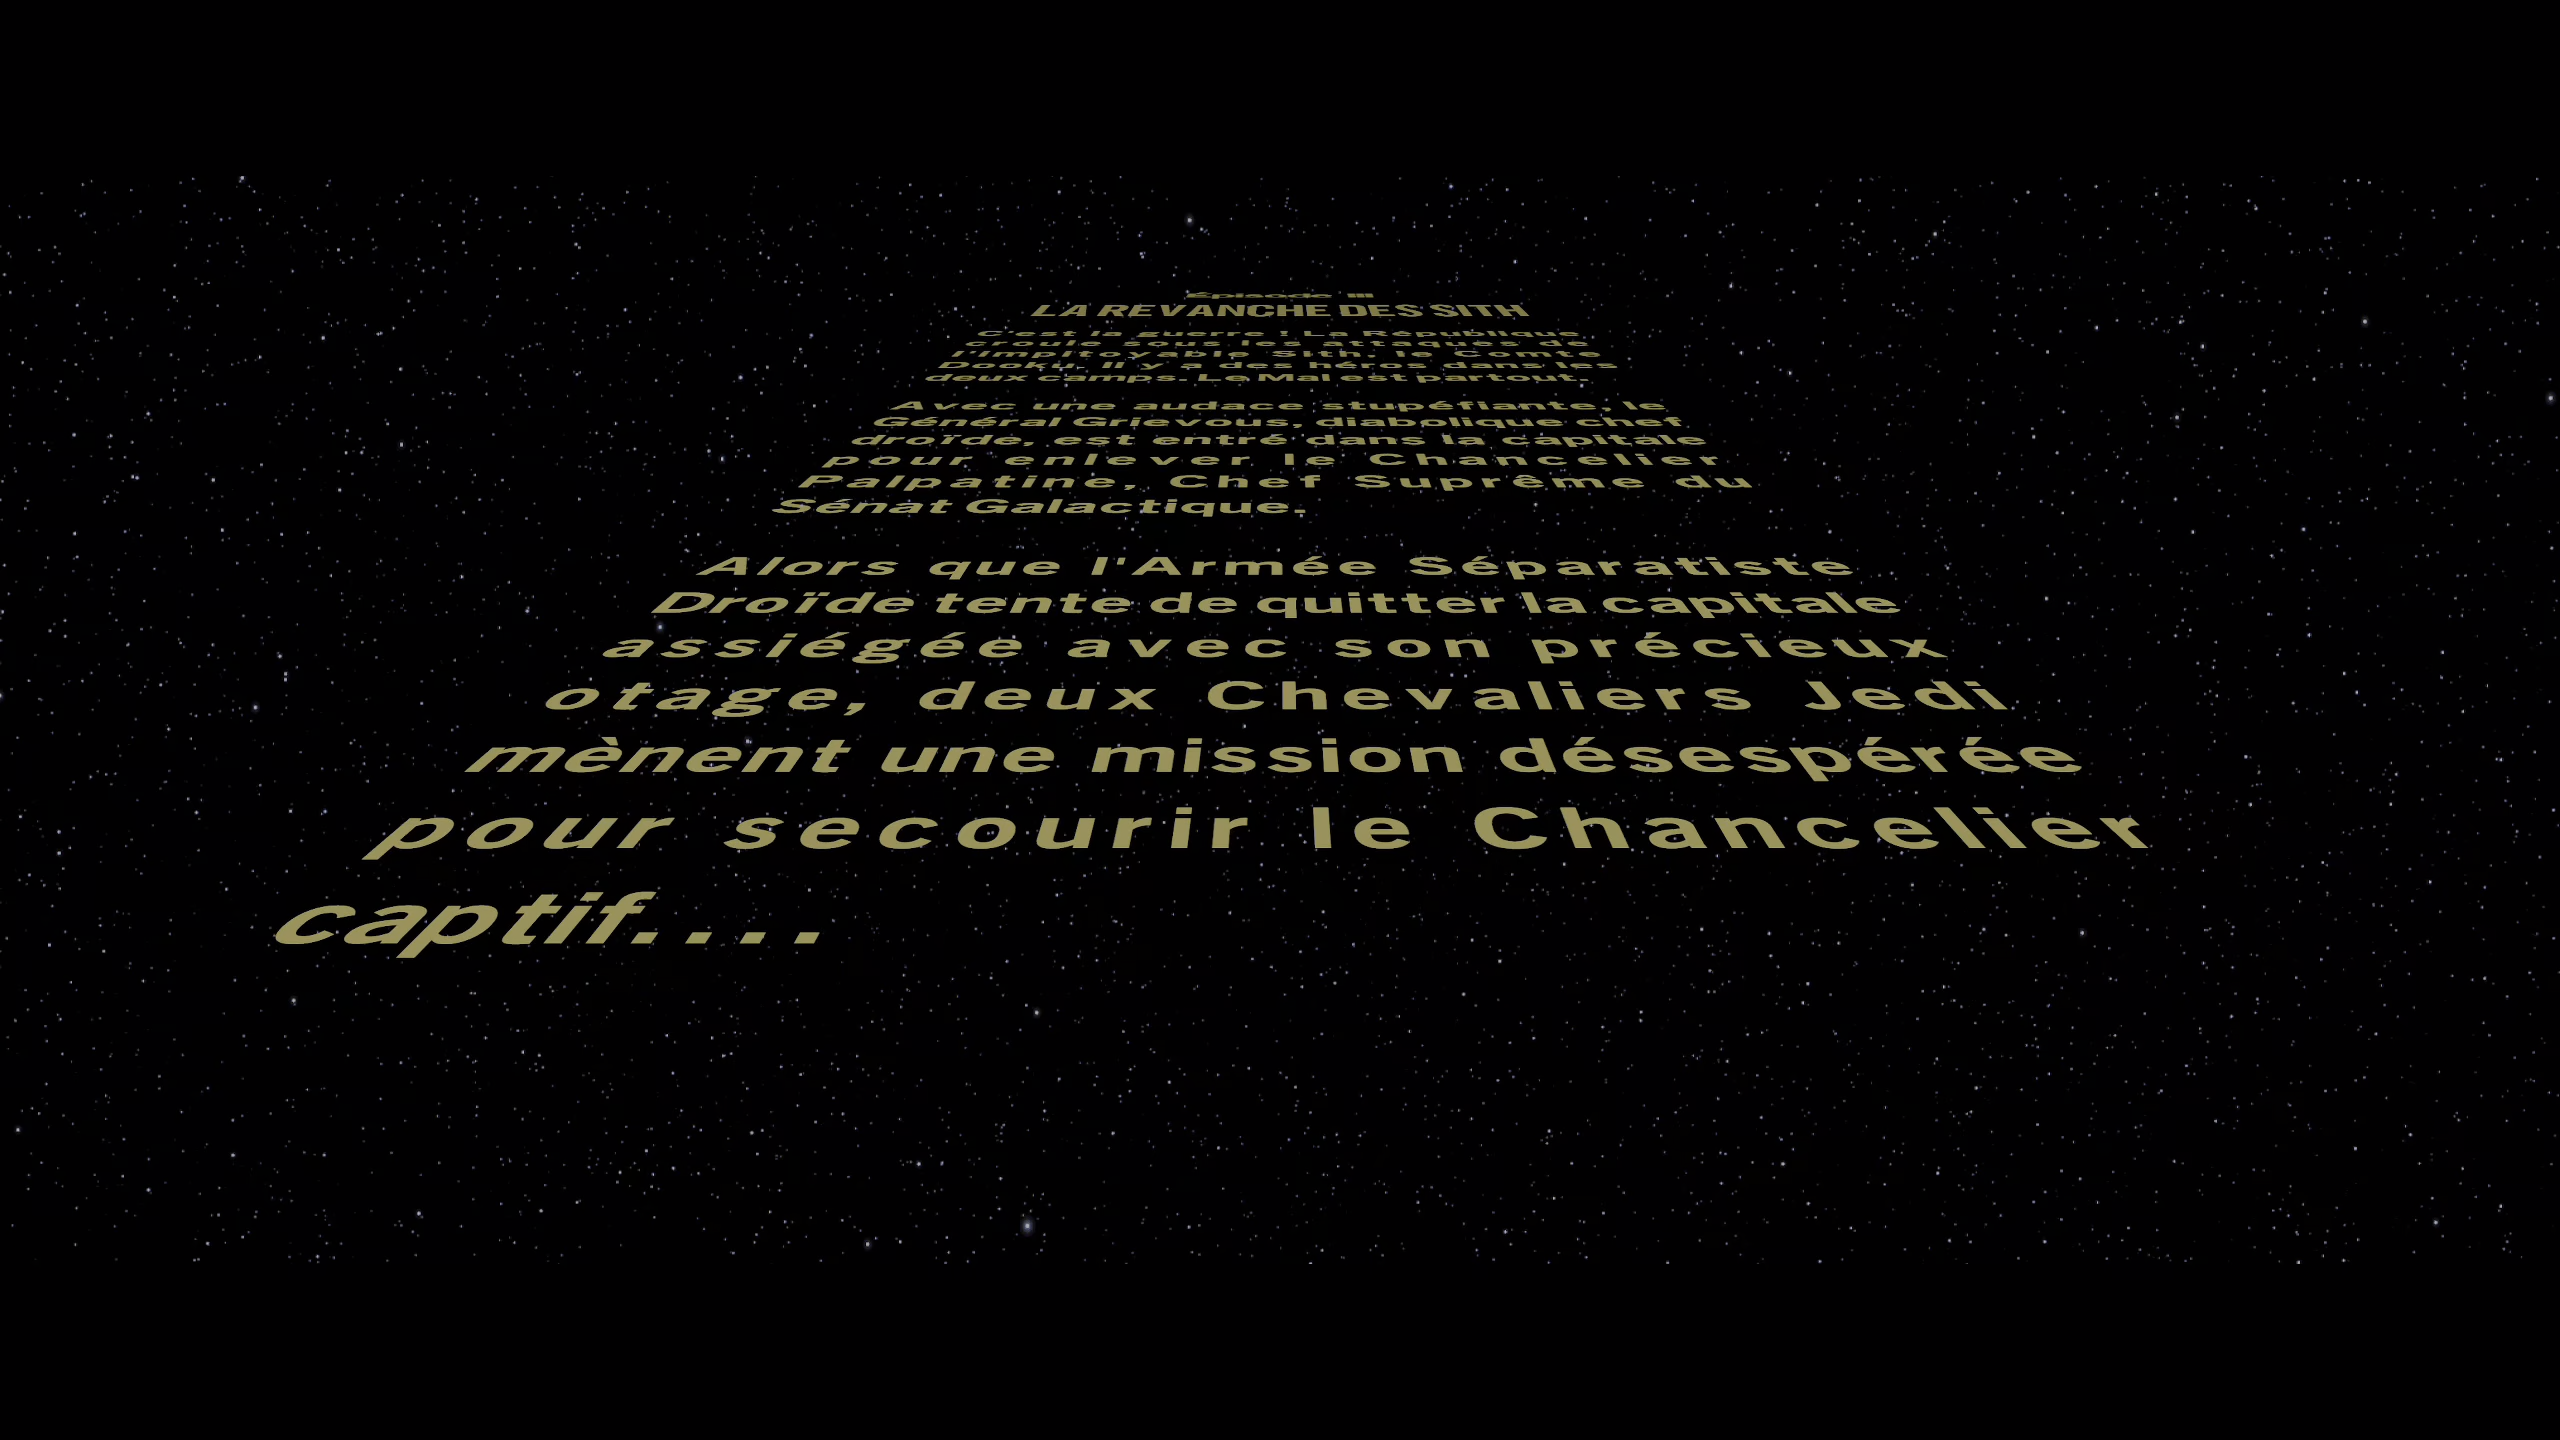 Épisode III
LA REVANCHE DES SITH
C'est la guerre ! La République
croule sous les attaques de
l'impitoyable Sith, le Comte
Dooku. Il y a des héros dans les
deux camps. Le Mal est partout.
Avec une audace stupéfiante, le
Général Grievous, diabolique chef
droïde, est entré dans la capitale
pour enlever le Chancelier
Palpatine, Chef Suprême du
Sénat Galactique.
Alors que l'Armée Séparatiste
Droïde tente de quitter la capitale
assiégée avec son précieux
otage, deux Chevaliers Jedi
mènent une mission désespérée
pour secourir le Chancelier
captif....